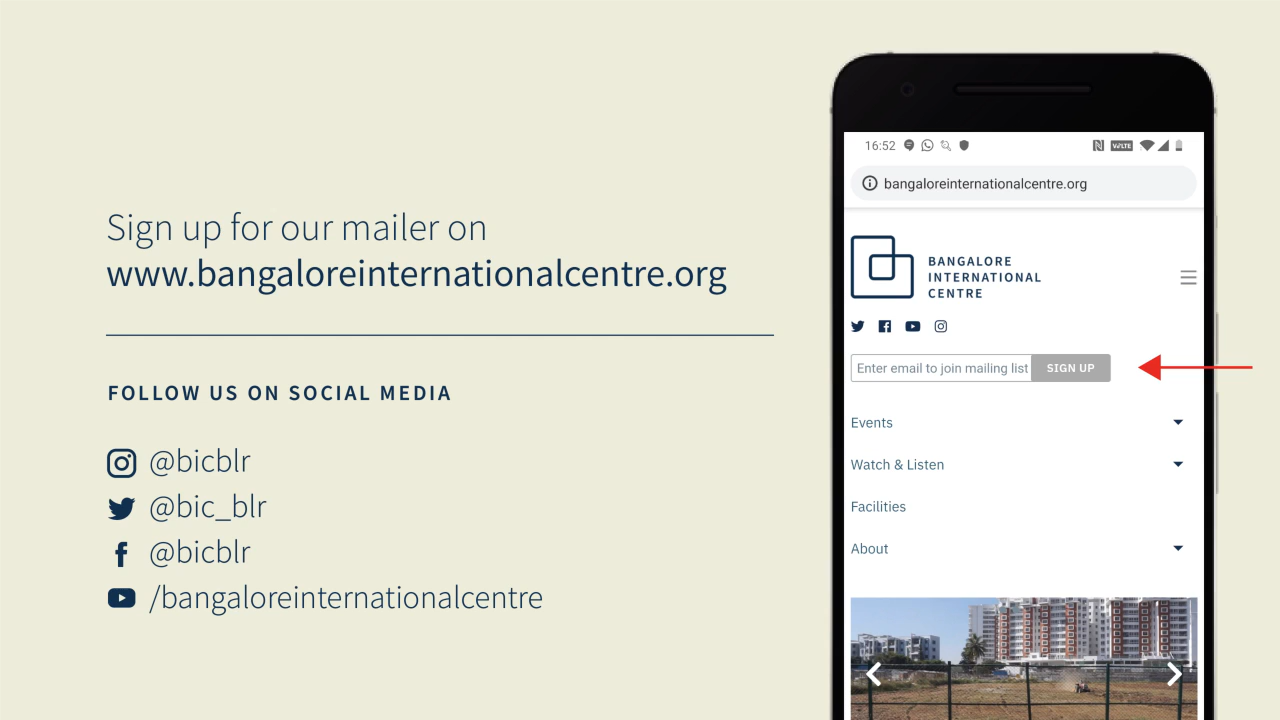 Sign up for our mailer on
www.bangaloreinternationalcentre.org
FOLLOW US ON SOCIAL MEDIA
@bicblr
@bic_blr
@bicblr
/bangaloreinternationalcentre
16:52
VoLTE
bangaloreinternationalcentre.org
BANGALORE
INTERNATIONAL
CENTRE
Enter email to join mailing list
SIGN UP
Events
Watch & Listen
Facilities
About